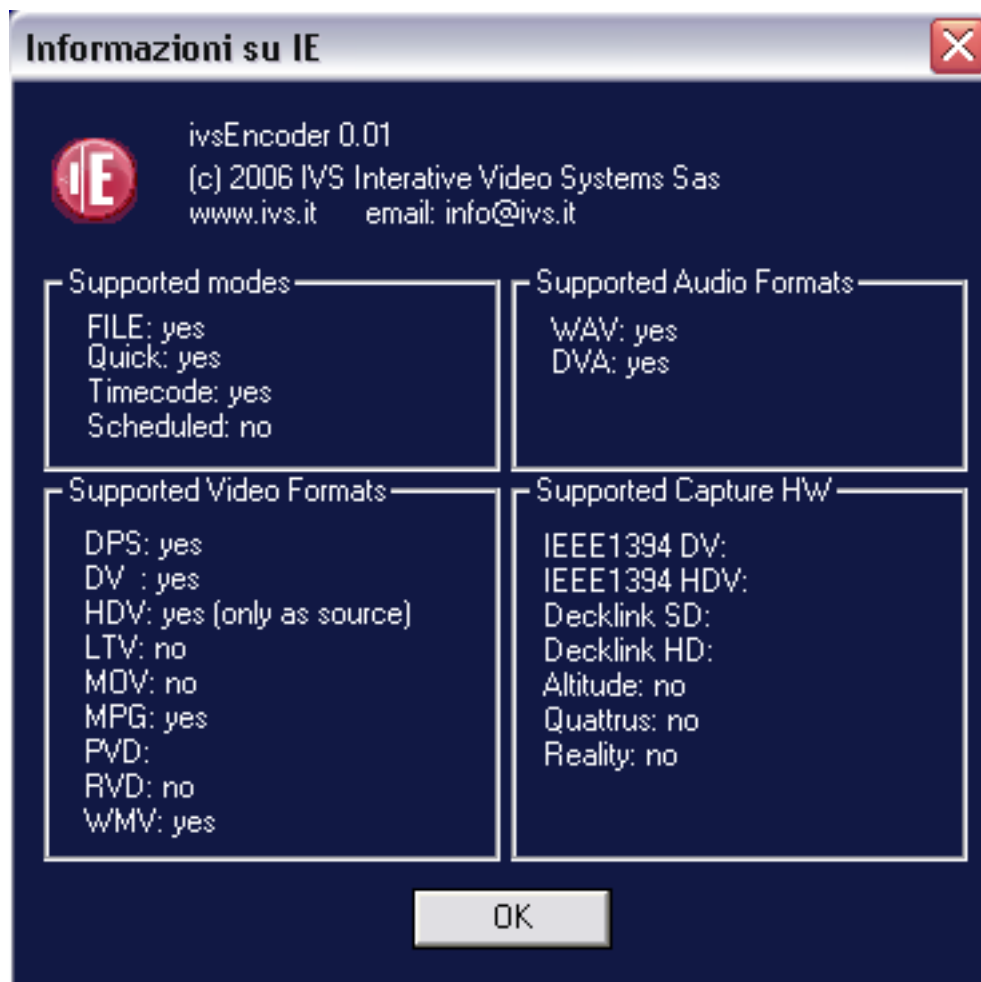 Informazioni su IE
IE
ivsEncoder 0.01
(c) 2006 IVS Interative Video Systems Sas
www.ivs.it email: info@ivs.it
Supported modes
FILE: yes
Quick: yes
Timecode: yes
Scheduled: no
Supported Audio Formats
WAV: yes
DVA: yes
Supported Video Formats
DPS: yes
DV : yes
HDV: yes (only as source)
LTV: no
MOV: no
MPG: yes
PVD:
RVD: no
WMV: yes
Supported Capture HW
IEEE1394 DV:
IEEE1394 HDV:
Decklink SD:
Decklink HD:
Altitude: no
Quattrus: no
Reality: no
OK